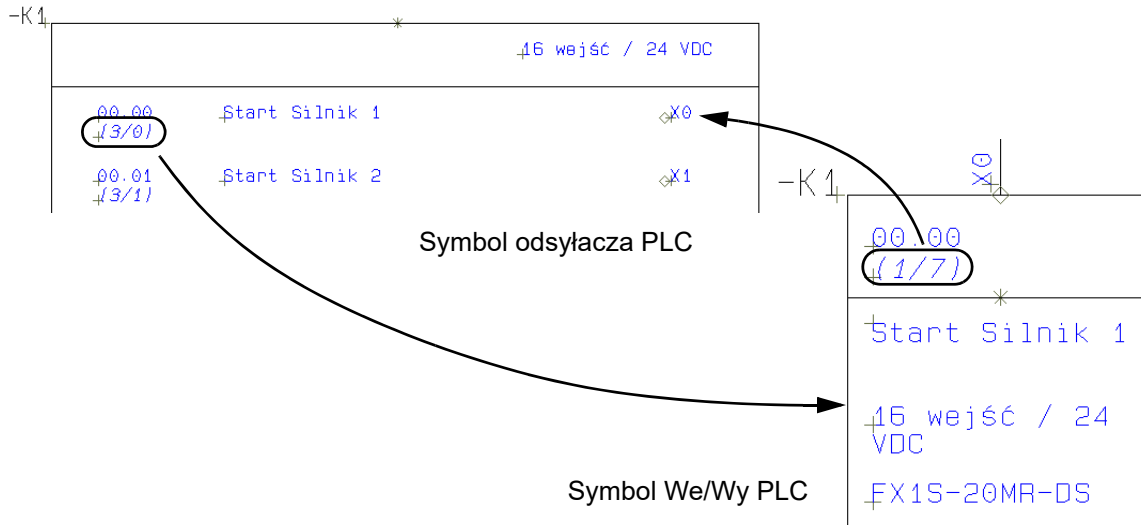 -K1
16 wejść / 24 VDC
00.00 Start Silnik 1 X0
(3/0)
00.01 Start Silnik 2 X1
(3/1)
Symbol odsyłacza PLC
X0
-K1
00.00
(1/7)
Start Silnik 1
16 wejść / 24
VDC
FX1S-20MR-DS
Symbol We/Wy PLC